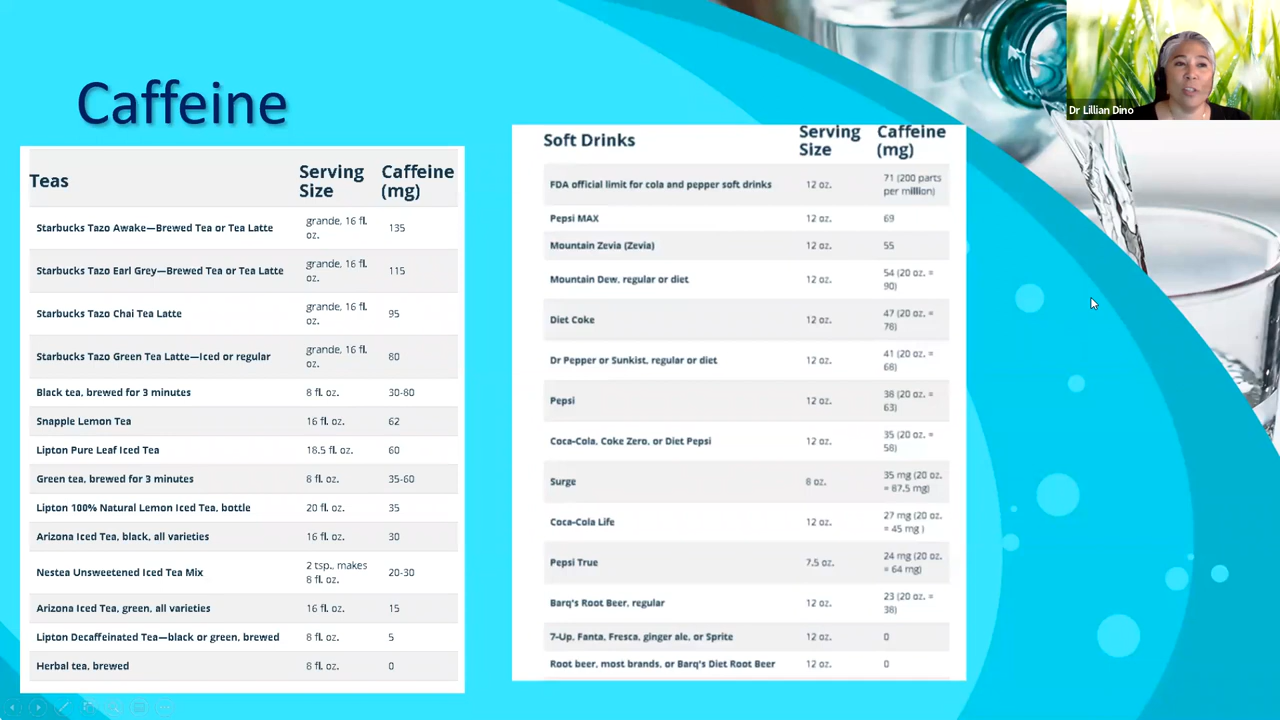 Caffeine
Dr Lillian Dino
Teas Serving Size Caffeine (mg)
Starbucks Tazo Awake—Brewed Tea or Tea Latte grande, 16 fl. oz. 135
Starbucks Tazo Earl Grey—Brewed Tea or Tea Latte grande, 16 fl. oz. 115
Starbucks Tazo Chai Tea Latte grande, 16 fl. oz. 95
Starbucks Tazo Green Tea Latte—Iced or regular grande, 16 fl. oz. 80
Black tea, brewed for 3 minutes 8 fl. oz. 30-80
Snapple Lemon Tea 16 fl. oz. 62
Lipton Pure Leaf Iced Tea 18.5 fl. oz. 60
Green tea, brewed for 3 minutes 8 fl. oz. 35-60
Lipton 100% Natural Lemon Iced Tea, bottle 20 fl. oz. 35
Arizona Iced Tea, black, all varieties 16 fl. oz. 30
Nestea Unsweetened Iced Tea Mix 2 tsp., makes 8 fl. oz. 20-30
Arizona Iced Tea, green, all varieties 16 fl. oz. 15
Lipton Decaffeinated Tea—black or green, brewed 8 fl. oz. 5
Herbal tea, brewed 8 fl. oz. 0
Soft Drinks Serving Size Caffeine (mg)
FDA official limit for cola and pepper soft drinks 12 oz. 71 (200 parts per million)
Pepsi MAX 12 oz. 69
Mountain Zevia (Zevia) 12 oz. 55
Mountain Dew, regular or diet 12 oz. 54 (20 oz. = 90)
Diet Coke 12 oz. 47 (20 oz. = 78)
Dr Pepper or Sunkist, regular or diet 12 oz. 41 (20 oz. = 68)
Pepsi 12 oz. 38 (20 oz. = 63)
Coca-Cola, Coke Zero, or Diet Pepsi 12 oz. 35 (20 oz. = 58)
Surge 8 oz. 35 mg (20 oz. = 87.5 mg)
Coca-Cola Life 12 oz. 27 mg (20 oz. = 45 mg )
Pepsi True 7.5 oz. 24 mg (20 oz. = 64 mg)
Barq's Root Beer, regular 12 oz. 23 (20 oz. = 38)
7-Up, Fanta, Fresca, ginger ale, or Sprite 12 oz. 0
Root beer, most brands, or Barq's Diet Root Beer 12 oz. 0